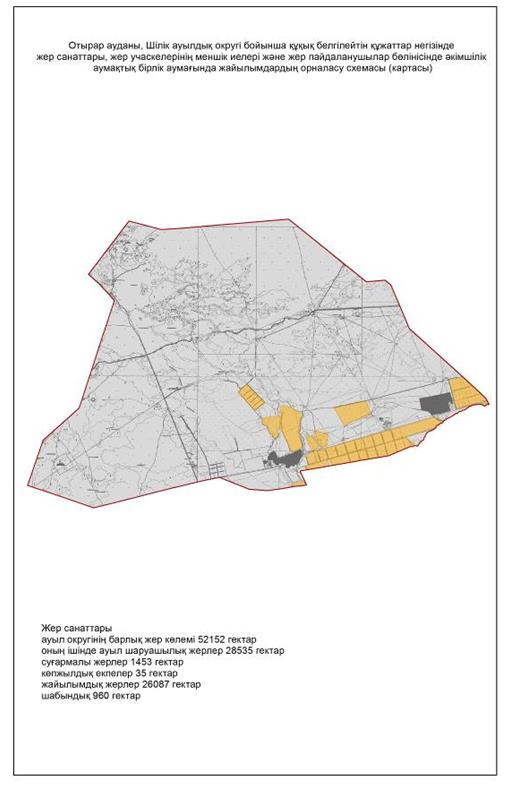 Отырар ауданы, Шілік ауылдық округі бойынша құқық белгілейтін құжаттар негізінде
жер санаттары, жер учаскелерінің меншік иелері және жер пайдаланушылар бөлінісінде әкімшілік
аумақтық бірлік аумағында жайылымдардың орналасу схемасы (картасы)
Жер санаттары
ауыл округінің барлық жер көлемі 52152 гектар
оның ішінде ауыл шаруашылық жерлер 28535 гектар
суғармалы жерлер 1453 гектар
көпжылдық екпелер 35 гектар
жайылымдық жерлер 26087 гектар
шабындық 960 гектар